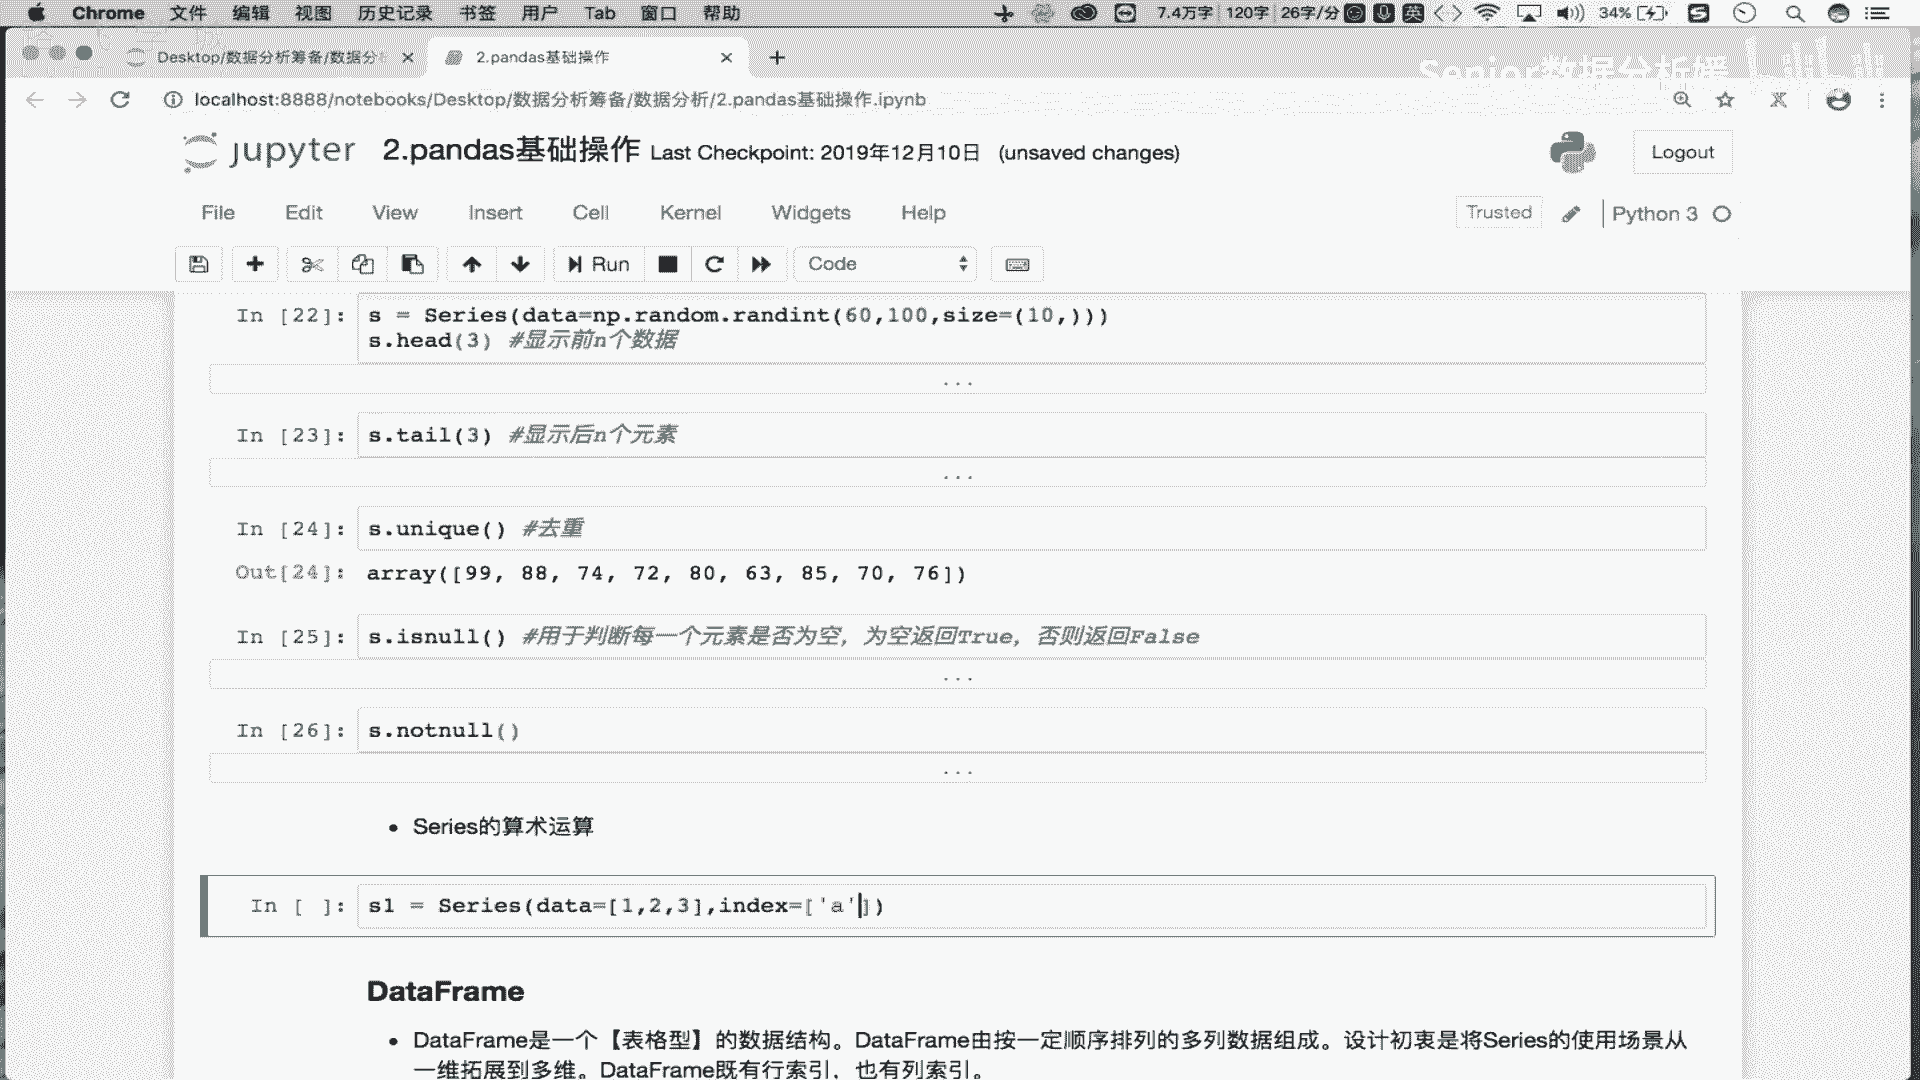 Chrome 文件 编辑 视图 历史记录 书签 用户 Tab 窗口 帮助 7.4万字 120字 26字/分 英 34%
Desktop/数据分析筹备/数据分析 2.pandas基础操作
Senior数据分析媛 bilibili
localhost:8888/notebooks/Desktop/数据分析筹备/数据分析/2.pandas基础操作.ipynb
jupyter 2.pandas基础操作 Last Checkpoint: 2019年12月10日 (unsaved changes) Logout
File Edit View Insert Cell Kernel Widgets Help Trusted Python 3
Run Code
In [22]: s = Series(data=np.random.randint(60,100,size=(10,)))
s.head(3) #显示前n个数据
...
In [23]: s.tail(3) #显示后n个元素
...
In [24]: s.unique() #去重
Out[24]: array([99, 88, 74, 72, 80, 63, 85, 70, 76])
In [25]: s.isnull() #用于判断每一个元素是否为空，为空返回True，否则返回False
...
In [26]: s.notnull()
...
• Series的算术运算
In [ ]: s1 = Series(data=[1,2,3],index=['a'])
DataFrame
• DataFrame是一个【表格型】的数据结构。DataFrame由按一定顺序排列的多列数据组成。设计初衷是将Series的使用场景从
一维拓展到多维。DataFrame既有行索引，也有列索引。